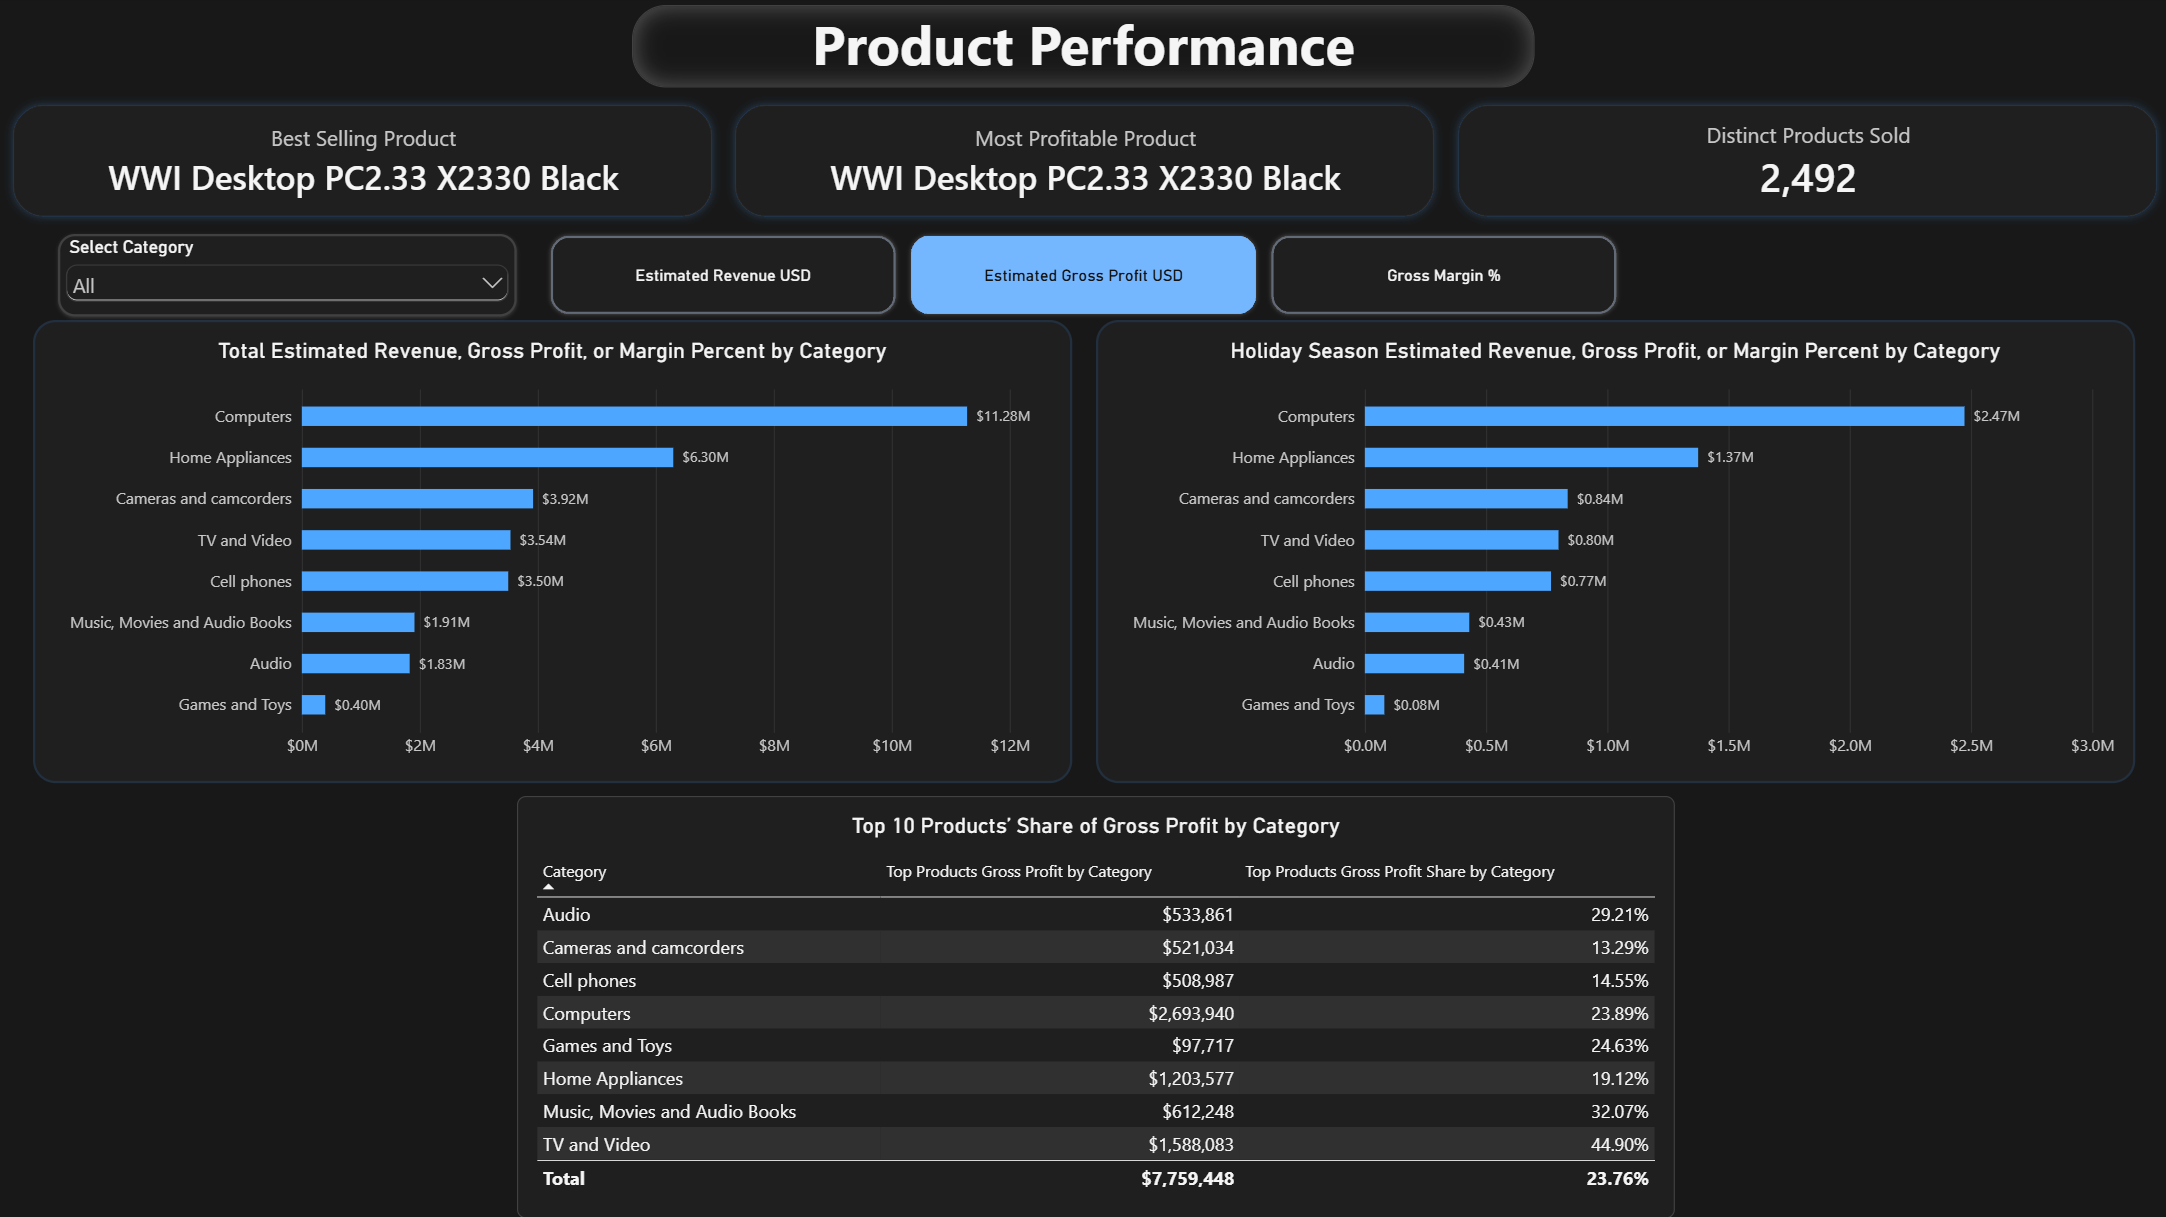 Product Performance
Best Selling Product
WWI Desktop PC2.33 X2330 Black
Most Profitable Product
WWI Desktop PC2.33 X2330 Black
Distinct Products Sold
2,492
Select Category
All
Estimated Revenue USD
Estimated Gross Profit USD
Gross Margin %
Total Estimated Revenue, Gross Profit, or Margin Percent by Category
Computers $11.28M
Home Appliances $6.30M
Cameras and camcorders $3.92M
TV and Video $3.54M
Cell phones $3.50M
Music, Movies and Audio Books $1.91M
Audio $1.83M
Games and Toys $0.40M
$0M $2M $4M $6M $8M $10M $12M
Holiday Season Estimated Revenue, Gross Profit, or Margin Percent by Category
Computers $2.47M
Home Appliances $1.37M
Cameras and camcorders $0.84M
TV and Video $0.80M
Cell phones $0.77M
Music, Movies and Audio Books $0.43M
Audio $0.41M
Games and Toys $0.08M
$0.0M $0.5M $1.0M $1.5M $2.0M $2.5M $3.0M
Top 10 Products’ Share of Gross Profit by Category
Category Top Products Gross Profit by Category Top Products Gross Profit Share by Category
Audio $533,861 29.21%
Cameras and camcorders $521,034 13.29%
Cell phones $508,987 14.55%
Computers $2,693,940 23.89%
Games and Toys $97,717 24.63%
Home Appliances $1,203,577 19.12%
Music, Movies and Audio Books $612,248 32.07%
TV and Video $1,588,083 44.90%
Total $7,759,448 23.76%